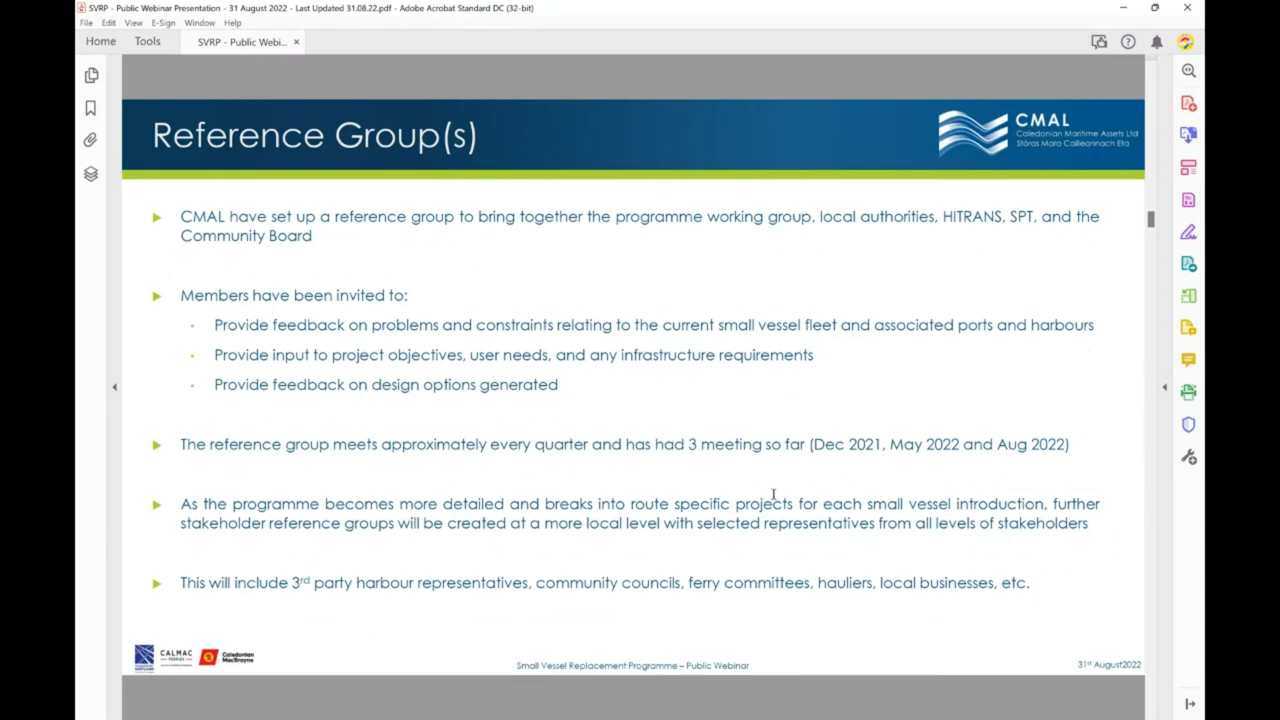 SVRP - Public Webinar Presentation - 31 August 2022 - Last Updated 31.08.22.pdf - Adobe Acrobat Standard DC (32-bit)
File Edit View E-Sign Window Help
Home Tools SVRP - Public Webi... ×
Reference Group(s)
CMAL
Caledonian Maritime Assets Ltd
Stòras Mara Cailleannach Eta
CMAL have set up a reference group to bring together the programme working group, local authorities, HITRANS, SPT, and the
Community Board
Members have been invited to:
Provide feedback on problems and constraints relating to the current small vessel fleet and associated ports and harbours
Provide input to project objectives, user needs, and any infrastructure requirements
Provide feedback on design options generated
The reference group meets approximately every quarter and has had 3 meeting so far (Dec 2021, May 2022 and Aug 2022)
As the programme becomes more detailed and breaks into route specific projects for each small vessel introduction, further
stakeholder reference groups will be created at a more local level with selected representatives from all levels of stakeholders
This will include 3rd party harbour representatives, community councils, ferry committees, hauliers, local businesses, etc.
CALMAC
FERRIES
Caledonian
MacBrayne
Small Vessel Replacement Programme – Public Webinar
31st August2022